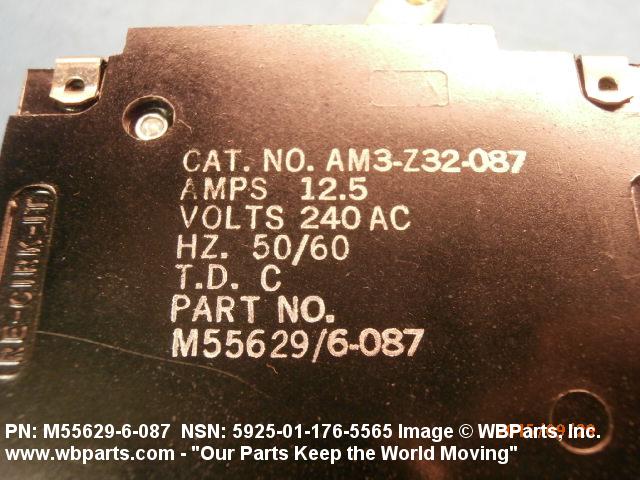 CAT. NO. AM3-Z32-087
AMPS 12.5
VOLTS 240 AC
HZ. 50/60
T.D. C
PART NO.
M55629/6-087
RE-CIRK-IT
PN: M55629-6-087 NSN: 5925-01-176-5565 Image © WBParts, Inc.
www.wbparts.com - "Our Parts Keep the World Moving"